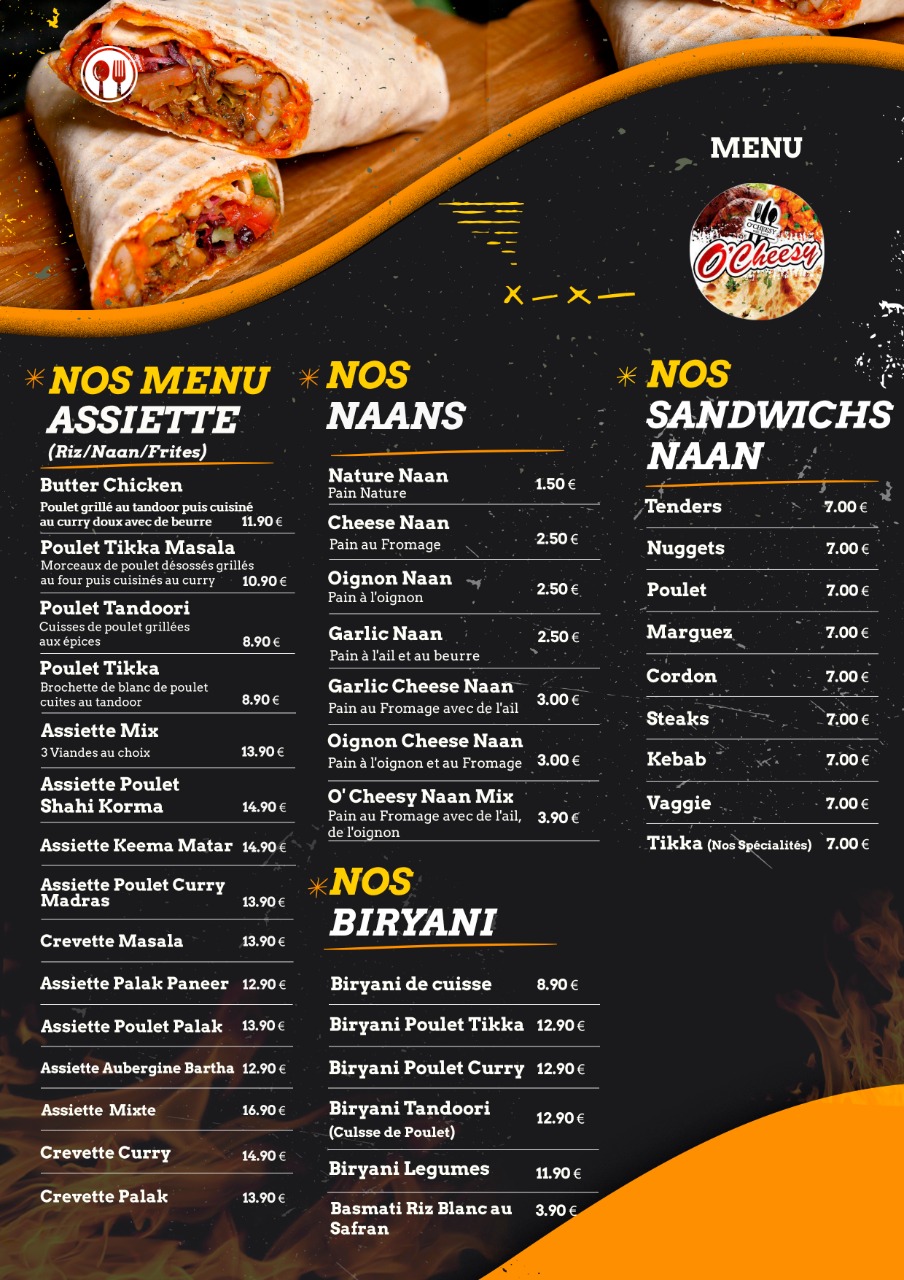 MENU
O'CHEESY
O'Cheesy
NOS MENU
ASSIETTE
(Riz/Naan/Frites)
Butter Chicken
Poulet grillé au tandoor puis cuisiné
au curry doux avec de beurre 11.90 €
Poulet Tikka Masala
Morceaux de poulet désossés grillés
au four puis cuisinés au curry 10.90 €
Poulet Tandoori
Cuisses de poulet grillées
aux épices 8.90 €
Poulet Tikka
Brochette de blanc de poulet
cuites au tandoor 8.90 €
Assiette Mix
3 Viandes au choix 13.90 €
Assiette Poulet
Shahi Korma 14.90 €
Assiette Keema Matar 14.90 €
Assiette Poulet Curry
Madras 13.90 €
Crevette Masala 13.90 €
Assiette Palak Paneer 12.90 €
Assiette Poulet Palak 13.90 €
Assiette Aubergine Bartha 12.90 €
Assiette Mixte 16.90 €
Crevette Curry 14.90 €
Crevette Palak 13.90 €
NOS
NAANS
Nature Naan
Pain Nature 1.50 €
Cheese Naan
Pain au Fromage 2.50 €
Oignon Naan
Pain à l'oignon 2.50 €
Garlic Naan 2.50 €
Pain à l'ail et au beurre
Garlic Cheese Naan
Pain au Fromage avec de l'ail 3.00 €
Oignon Cheese Naan
Pain à l'oignon et au Fromage 3.00 €
O' Cheesy Naan Mix
Pain au Fromage avec de l'ail, 3.90 €
de l'oignon
NOS
BIRYANI
Biryani de cuisse 8.90 €
Biryani Poulet Tikka 12.90 €
Biryani Poulet Curry 12.90 €
Biryani Tandoori 12.90 €
(Culsse de Poulet)
Biryani Legumes 11.90 €
Basmati Riz Blanc au 3.90 €
Safran
NOS
SANDWICHS
NAAN
Tenders 7.00 €
Nuggets 7.00 €
Poulet 7.00 €
Marguez 7.00 €
Cordon 7.00 €
Steaks 7.00 €
Kebab 7.00 €
Vaggie 7.00 €
Tikka (Nos Spécialités) 7.00 €